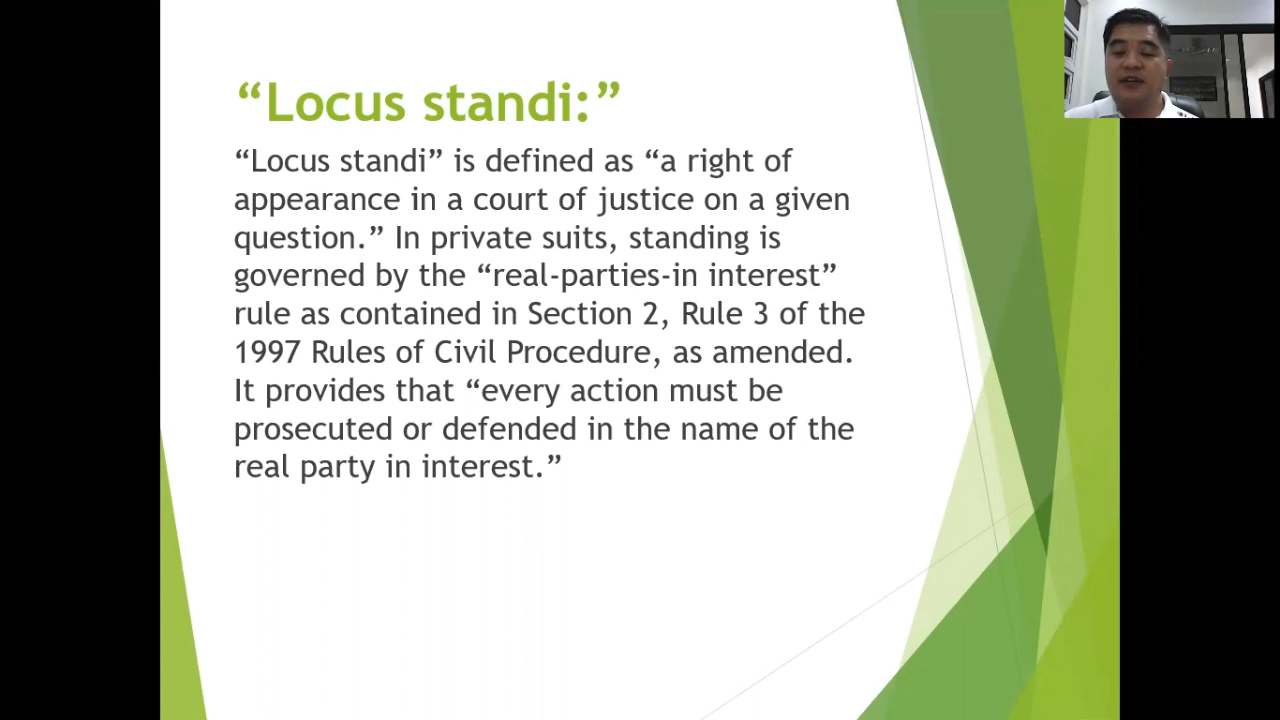 “Locus standi:”
“Locus standi” is defined as “a right of
appearance in a court of justice on a given
question.” In private suits, standing is
governed by the “real-parties-in interest”
rule as contained in Section 2, Rule 3 of the
1997 Rules of Civil Procedure, as amended.
It provides that “every action must be
prosecuted or defended in the name of the
real party in interest.”